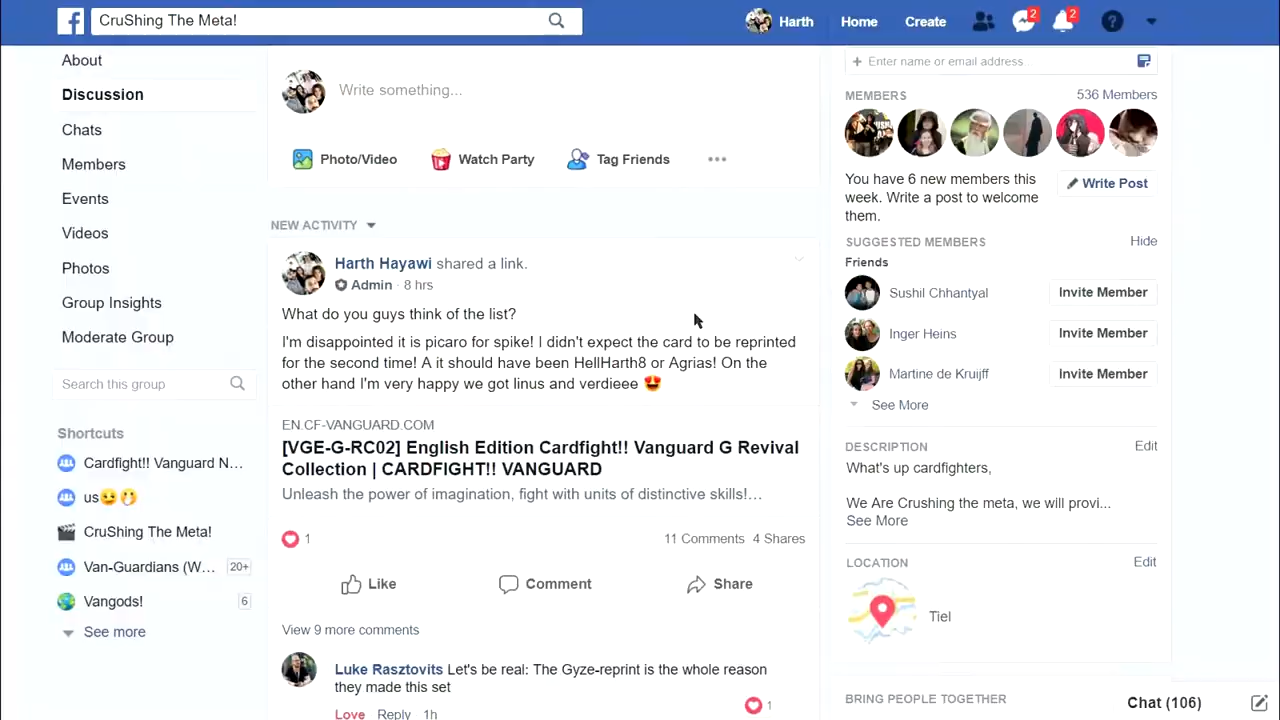 CruShing The Meta!
Harth
Home
Create
2
2
About
Discussion
Chats
Members
Events
Videos
Photos
Group Insights
Moderate Group
Search this group
Shortcuts
Cardfight!! Vanguard N...
us
CruShing The Meta!
Van-Guardians (W... 20+
Vangods! 6
See more
Write something...
Photo/Video
Watch Party
Tag Friends
NEW ACTIVITY
Harth Hayawi shared a link.
Admin · 8 hrs
What do you guys think of the list?
I'm disappointed it is picaro for spike! I didn't expect the card to be reprinted
for the second time! A it should have been HellHarth8 or Agrias! On the
other hand I'm very happy we got linus and verdieee
EN.CF-VANGUARD.COM
[VGE-G-RC02] English Edition Cardfight!! Vanguard G Revival
Collection | CARDFIGHT!! VANGUARD
Unleash the power of imagination, fight with units of distinctive skills!...
1
11 Comments 4 Shares
Like
Comment
Share
View 9 more comments
Luke Rasztovits Let's be real: The Gyze-reprint is the whole reason
they made this set
1
Love Reply 1h
+ Enter name or email address...
MEMBERS
536 Members
You have 6 new members this
week. Write a post to welcome
them.
Write Post
SUGGESTED MEMBERS
Hide
Friends
Sushil Chhantyal
Invite Member
Inger Heins
Invite Member
Martine de Kruijff
Invite Member
See More
DESCRIPTION
Edit
What's up cardfighters,
We Are Crushing the meta, we will provi...
See More
LOCATION
Edit
Tiel
BRING PEOPLE TOGETHER
Chat (106)